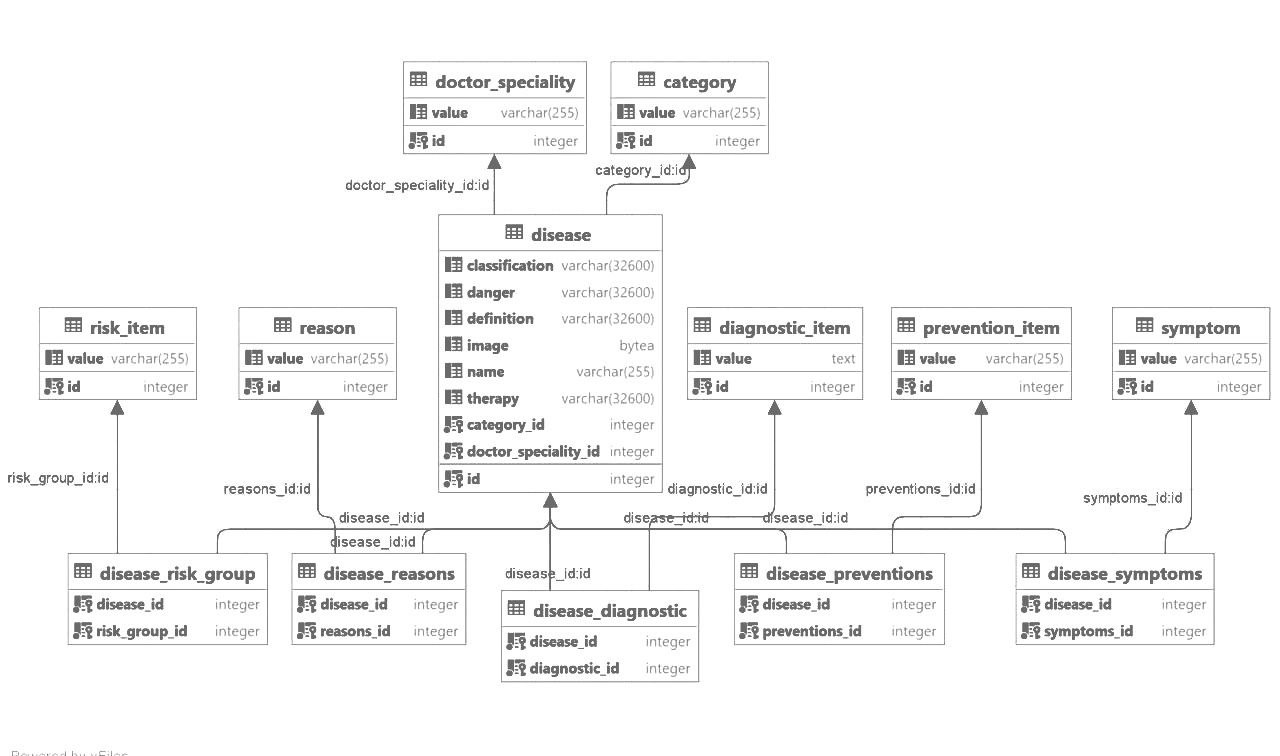 doctor_speciality
value varchar(255)
id integer
category
value varchar(255)
id integer
doctor_speciality_id:id
category_id:id
disease
classification varchar(32600)
danger varchar(32600)
definition varchar(32600)
image bytea
name varchar(255)
therapy varchar(32600)
category_id integer
doctor_speciality_id integer
id integer
risk_item
value varchar(255)
id integer
reason
value varchar(255)
id integer
diagnostic_item
value text
id integer
prevention_item
value varchar(255)
id integer
symptom
value varchar(255)
id integer
risk_group_id:id
reasons_id:id
diagnostic_id:id
preventions_id:id
symptoms_id:id
disease_id:id
disease_id:id
disease_id:id
disease_id:id
disease_id:id
disease_risk_group
disease_id integer
risk_group_id integer
disease_reasons
disease_id integer
reasons_id integer
disease_diagnostic
disease_id integer
diagnostic_id integer
disease_preventions
disease_id integer
preventions_id integer
disease_symptoms
disease_id integer
symptoms_id integer
Powered by yFiles